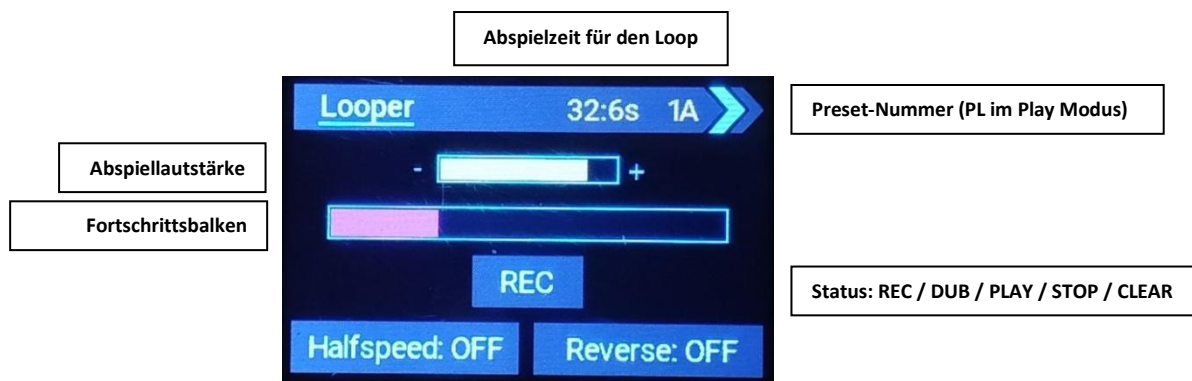 Abspielzeit für den Loop
Looper 32:6s 1A
Preset-Nummer (PL im Play Modus)
Abspiellautstärke
- +
Fortschrittsbalken
REC
Status: REC / DUB / PLAY / STOP / CLEAR
Halfspeed: OFF Reverse: OFF